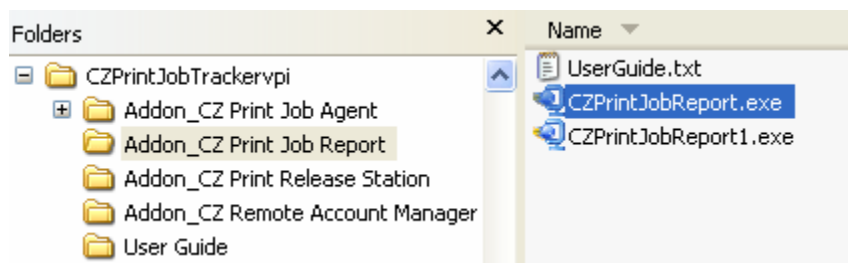 Folders
CZPrintJobTrackervpi
Addon_CZ Print Job Agent
Addon_CZ Print Job Report
Addon_CZ Print Release Station
Addon_CZ Remote Account Manager
User Guide
Name
UserGuide.txt
CZPrintJobReport.exe
CZPrintJobReport1.exe